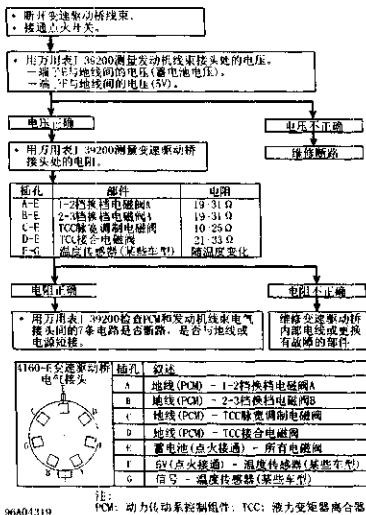 • 断开变速驱动桥线束。
• 接通点火开关。
• 用万用表J 39200测量发动机线束接头处的电压。
—端子E与地线间的电压(蓄电池电压)。
—端子F与地线间的电压(5V)。
电压正确
电压不正确
• 用万用表J 39200测量变速驱动桥
接头处的电阻。
维修断路
插孔 部件 电阻
A-E 1-2档换档电磁阀A 19-31Ω
B-E 2-3档换档电磁阀 19-31Ω
C-E TCC脉宽调制电磁阀 10-25Ω
D-E TCC接合电磁阀 21-33Ω
F-G 温度传感器(某些车型) 随温度变化
电阻正确
电阻不正确
• 用万用表J 39200检查PCM和发动机线束电气
接头间的7条电路是否断路，是否与地线或
电源短接。
维修变速驱动桥
内部电线或更换
有故障的部件
4160-E变速驱动桥
电气接头
插孔 叙述
A 地线(PCM) - 1-2档换档电磁阀A
B 地线(PCM) - 2-3档换档电磁阀B
C 地线(PCM) - TCC脉宽调制电磁阀
D 地线(PCM) - TCC接合电磁阀
E 蓄电池(点火接通) - 所有电磁阀
F 5V(点火接通) - 温度传感器(某些车型)
G 信号 - 温度传感器(某些车型)
注:
PCM: 动力传动系控制组件; TCC: 液力变矩器离合器
96A04319